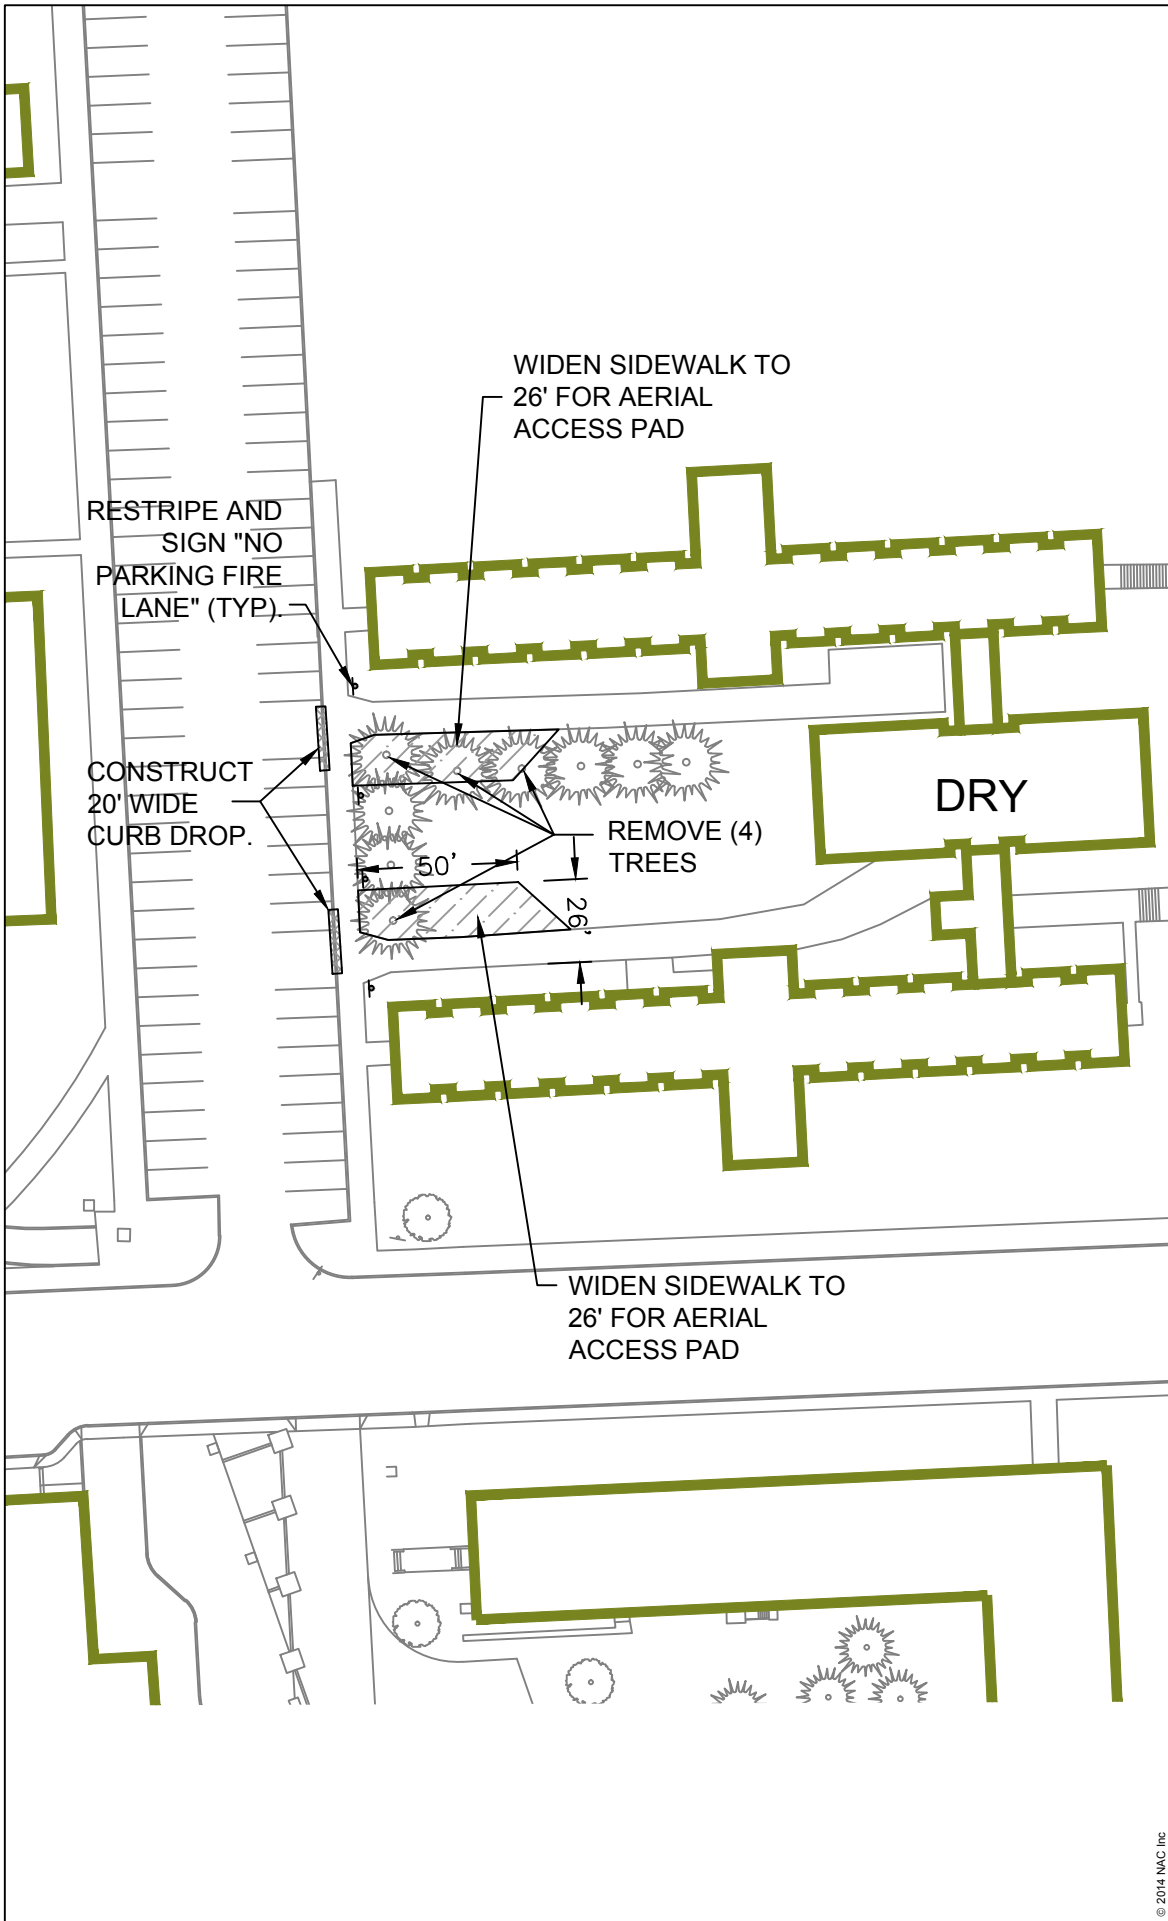 WIDEN SIDEWALK TO
26' FOR AERIAL
ACCESS PAD
RESTRIPE AND
SIGN "NO
PARKING FIRE
LANE" (TYP).
CONSTRUCT
20' WIDE
CURB DROP.
DRY
REMOVE (4)
TREES
50'
26'
WIDEN SIDEWALK TO
26' FOR AERIAL
ACCESS PAD
© 2014 NAC Inc